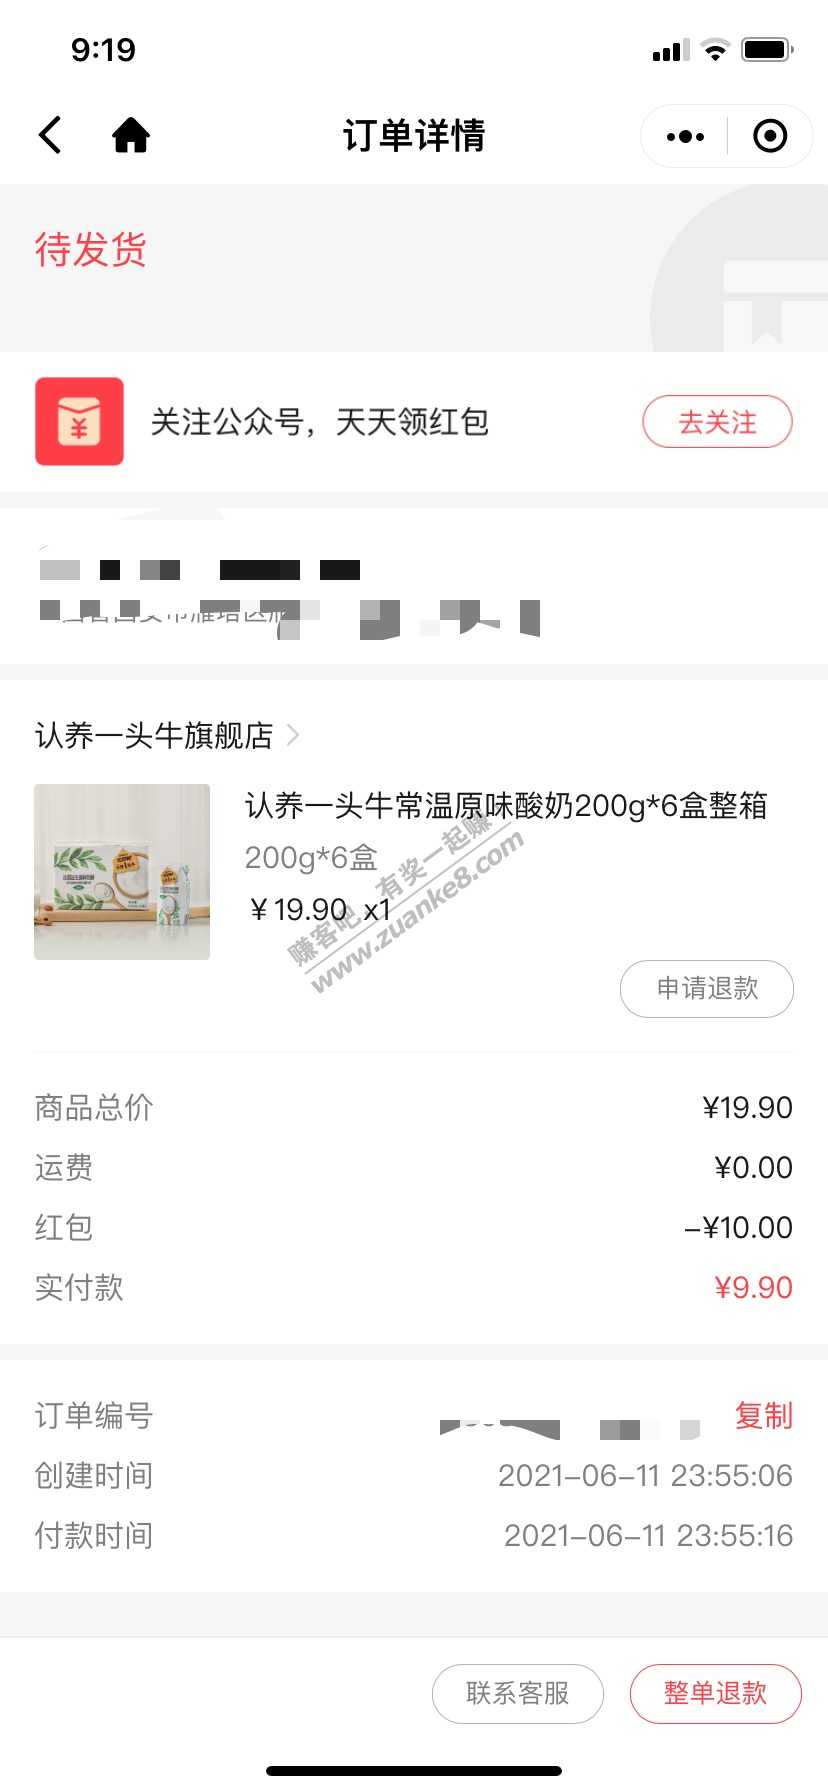 9:19
订单详情
待发货
关注公众号，天天领红包
去关注
认养一头牛旗舰店
认养一头牛常温原味酸奶200g*6盒整箱
200g*6盒
¥19.90 x1
赚客吧，有奖一起赚
www.zuanke8.com
申请退款
商品总价 ¥19.90
运费 ¥0.00
红包 -¥10.00
实付款 ¥9.90
订单编号 复制
创建时间 2021-06-11 23:55:06
付款时间 2021-06-11 23:55:16
联系客服 整单退款